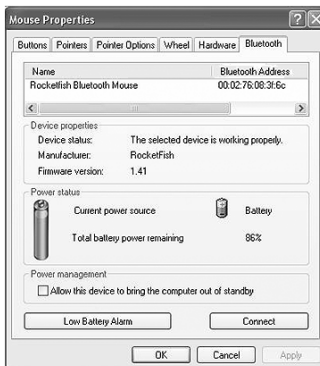 Mouse Properties
Buttons Pointers Pointer Options Wheel Hardware Bluetooth
Name Bluetooth Address
Rocketfish Bluetooth Mouse 00:02:76:08:3f:6c
Device properties
Device status: The selected device is working properly.
Manufacturer: RocketFish
Firmware version: 1.41
Power status
Current power source Battery
Total battery power remaining 86%
Power management
Allow this device to bring the computer out of standby
Low Battery Alarm Connect
OK Cancel Apply